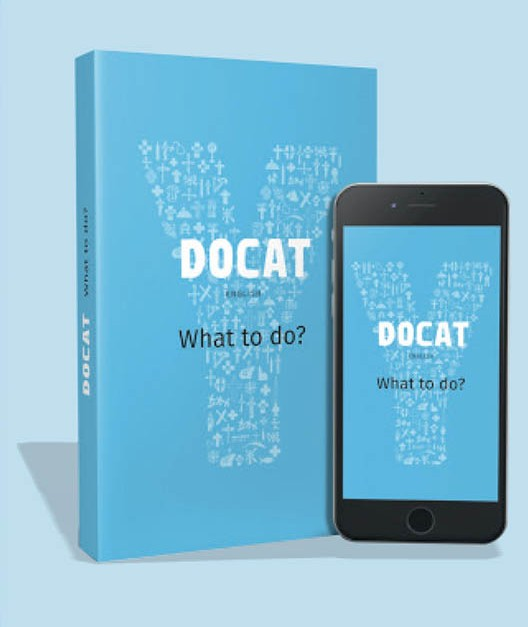 DOCAT What to do?
DOCAT
ENGLISH
What to do?
DOCAT
ENGLISH
What to do?